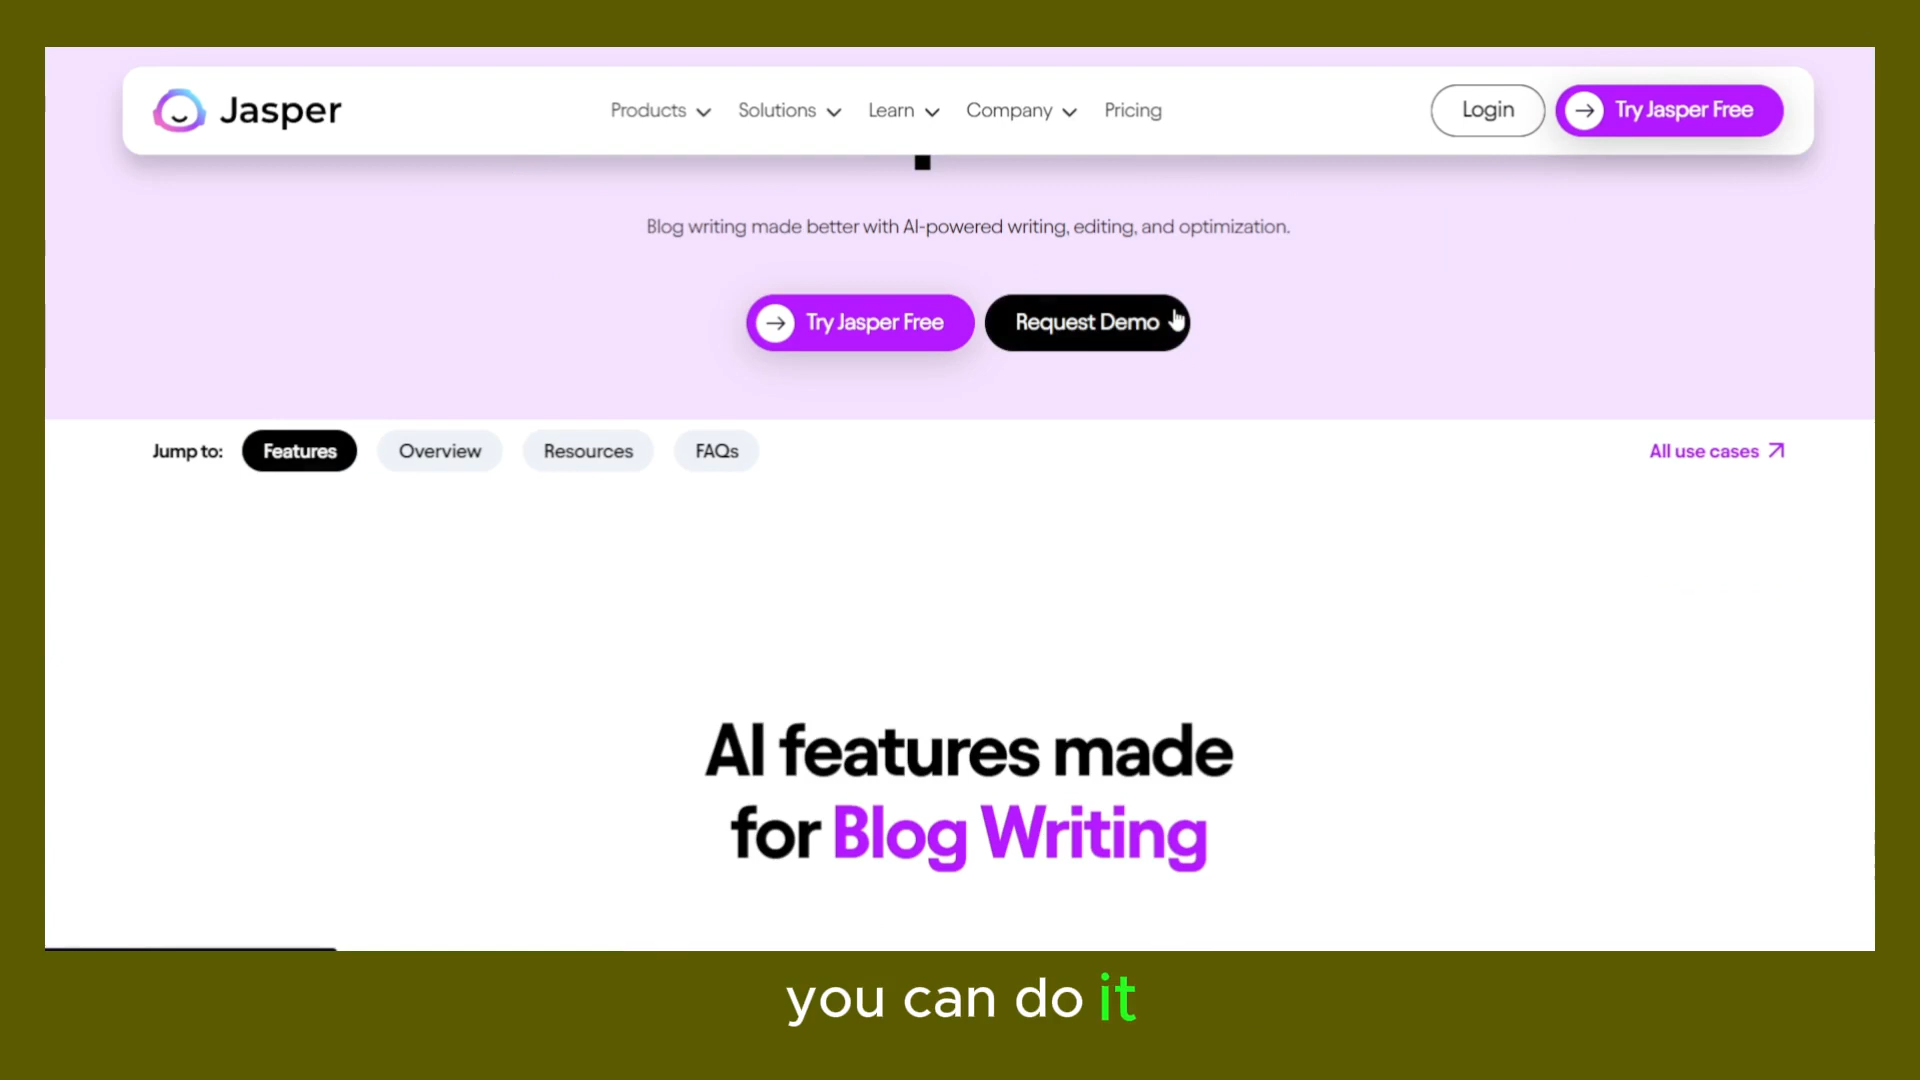 Jasper
Products Solutions Learn Company Pricing
Login
Try Jasper Free
Blog writing made better with AI-powered writing, editing, and optimization.
Try Jasper Free
Request Demo
Jump to: Features Overview Resources FAQs
All use cases
AI features made
for Blog Writing
you can do it